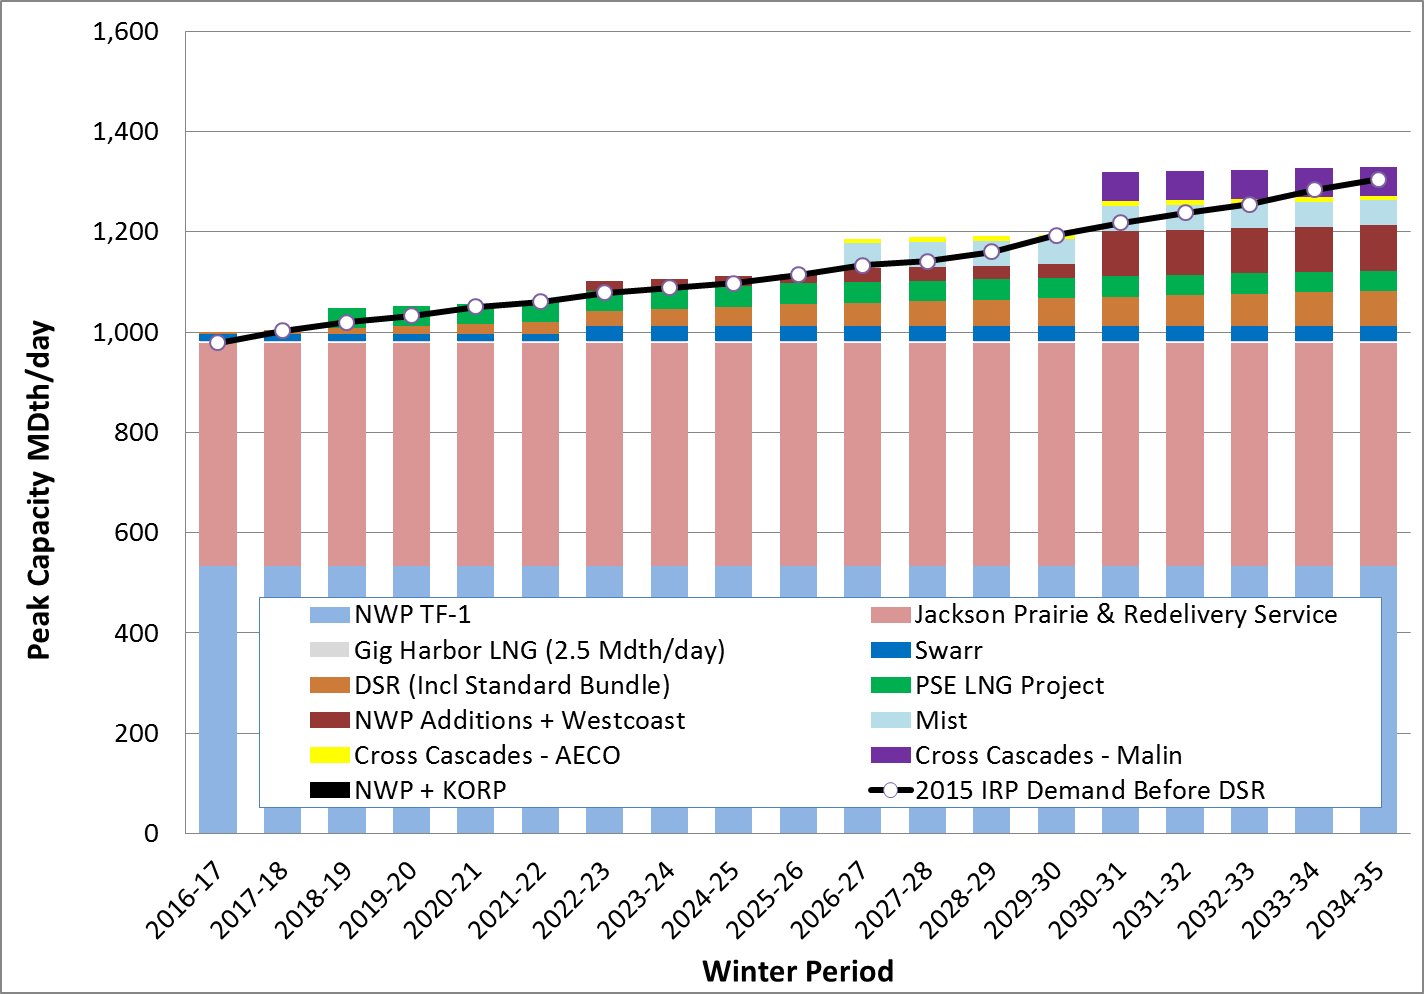 1,600
1,400
1,200
1,000
800
600
400
200
0
Peak Capacity MDth/day
NWP TF-1
Jackson Prairie & Redelivery Service
Gig Harbor LNG (2.5 Mdth/day)
Swarr
DSR (Incl Standard Bundle)
PSE LNG Project
NWP Additions + Westcoast
Mist
Cross Cascades - AECO
Cross Cascades - Malin
NWP + KORP
2015 IRP Demand Before DSR
2016-17
2017-18
2018-19
2019-20
2020-21
2021-22
2022-23
2023-24
2024-25
2025-26
2026-27
2027-28
2028-29
2029-30
2030-31
2031-32
2032-33
2033-34
2034-35
Winter Period